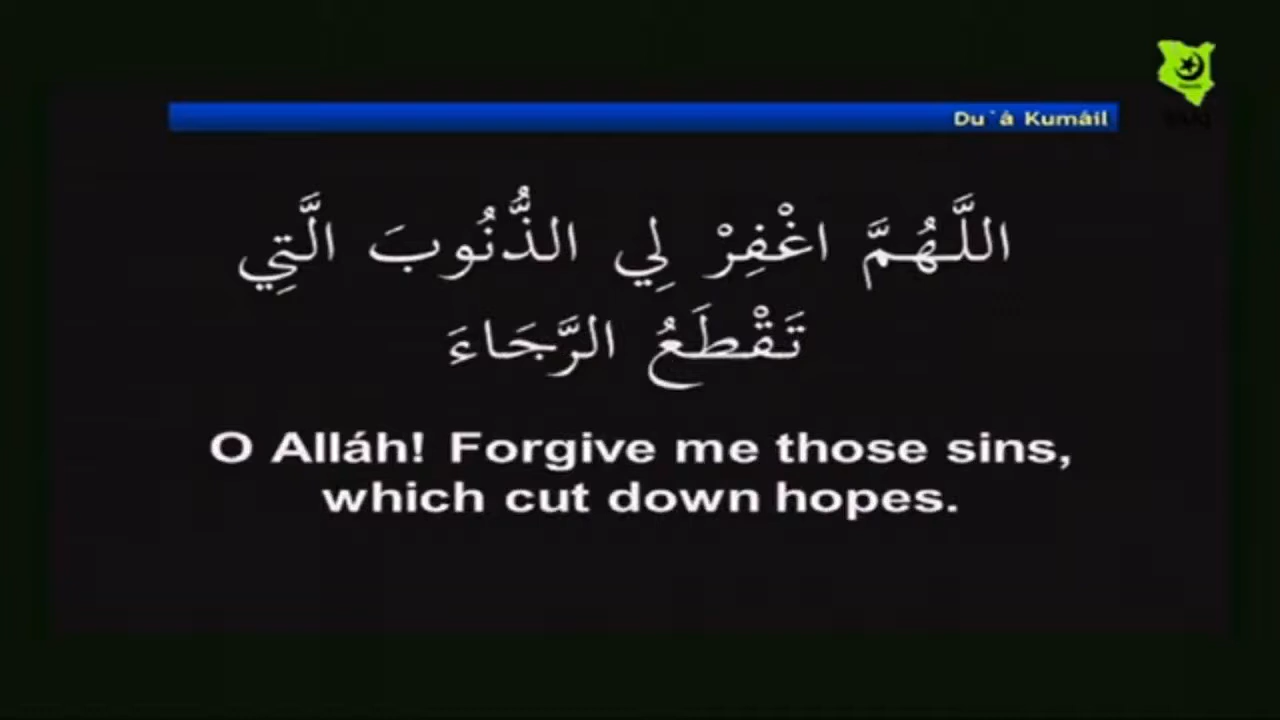 Du`á Kumáil
اللَّهُمَّ اغْفِرْ لِي الذُّنُوبَ الَّتِي
تَقْطَعُ الرَّجَاءَ
O Alláh! Forgive me those sins,
which cut down hopes.